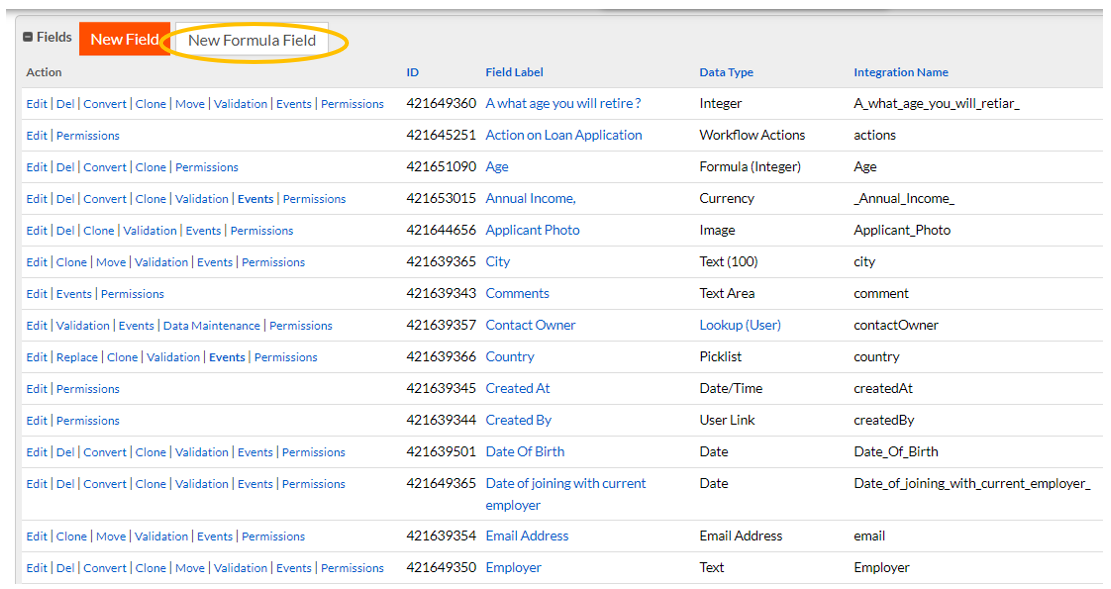 Fields New Field New Formula Field
Action ID Field Label Data Type Integration Name
Edit | Del | Convert | Clone | Move | Validation | Events | Permissions 421649360 A what age you will retire ? Integer A_what_age_you_will_retiar_
Edit | Permissions 421645251 Action on Loan Application Workflow Actions actions
Edit | Del | Convert | Clone | Permissions 421651090 Age Formula (Integer) Age
Edit | Del | Convert | Clone | Validation | Events | Permissions 421653015 Annual Income, Currency _Annual_Income_
Edit | Del | Clone | Validation | Events | Permissions 421644656 Applicant Photo Image Applicant_Photo
Edit | Clone | Move | Validation | Events | Permissions 421639365 City Text (100) city
Edit | Events | Permissions 421639343 Comments Text Area comment
Edit | Validation | Events | Data Maintenance | Permissions 421639357 Contact Owner Lookup (User) contactOwner
Edit | Replace | Clone | Validation | Events | Permissions 421639366 Country Picklist country
Edit | Permissions 421639345 Created At Date/Time createdAt
Edit | Permissions 421639344 Created By User Link createdBy
Edit | Del | Convert | Clone | Validation | Events | Permissions 421639501 Date Of Birth Date Date_Of_Birth
Edit | Del | Convert | Clone | Validation | Events | Permissions 421649365 Date of joining with current Date Date_of_joining_with_current_employer_
employer
Edit | Clone | Move | Validation | Events | Permissions 421639354 Email Address Email Address email
Edit | Del | Convert | Clone | Move | Validation | Events | Permissions 421649350 Employer Text Employer